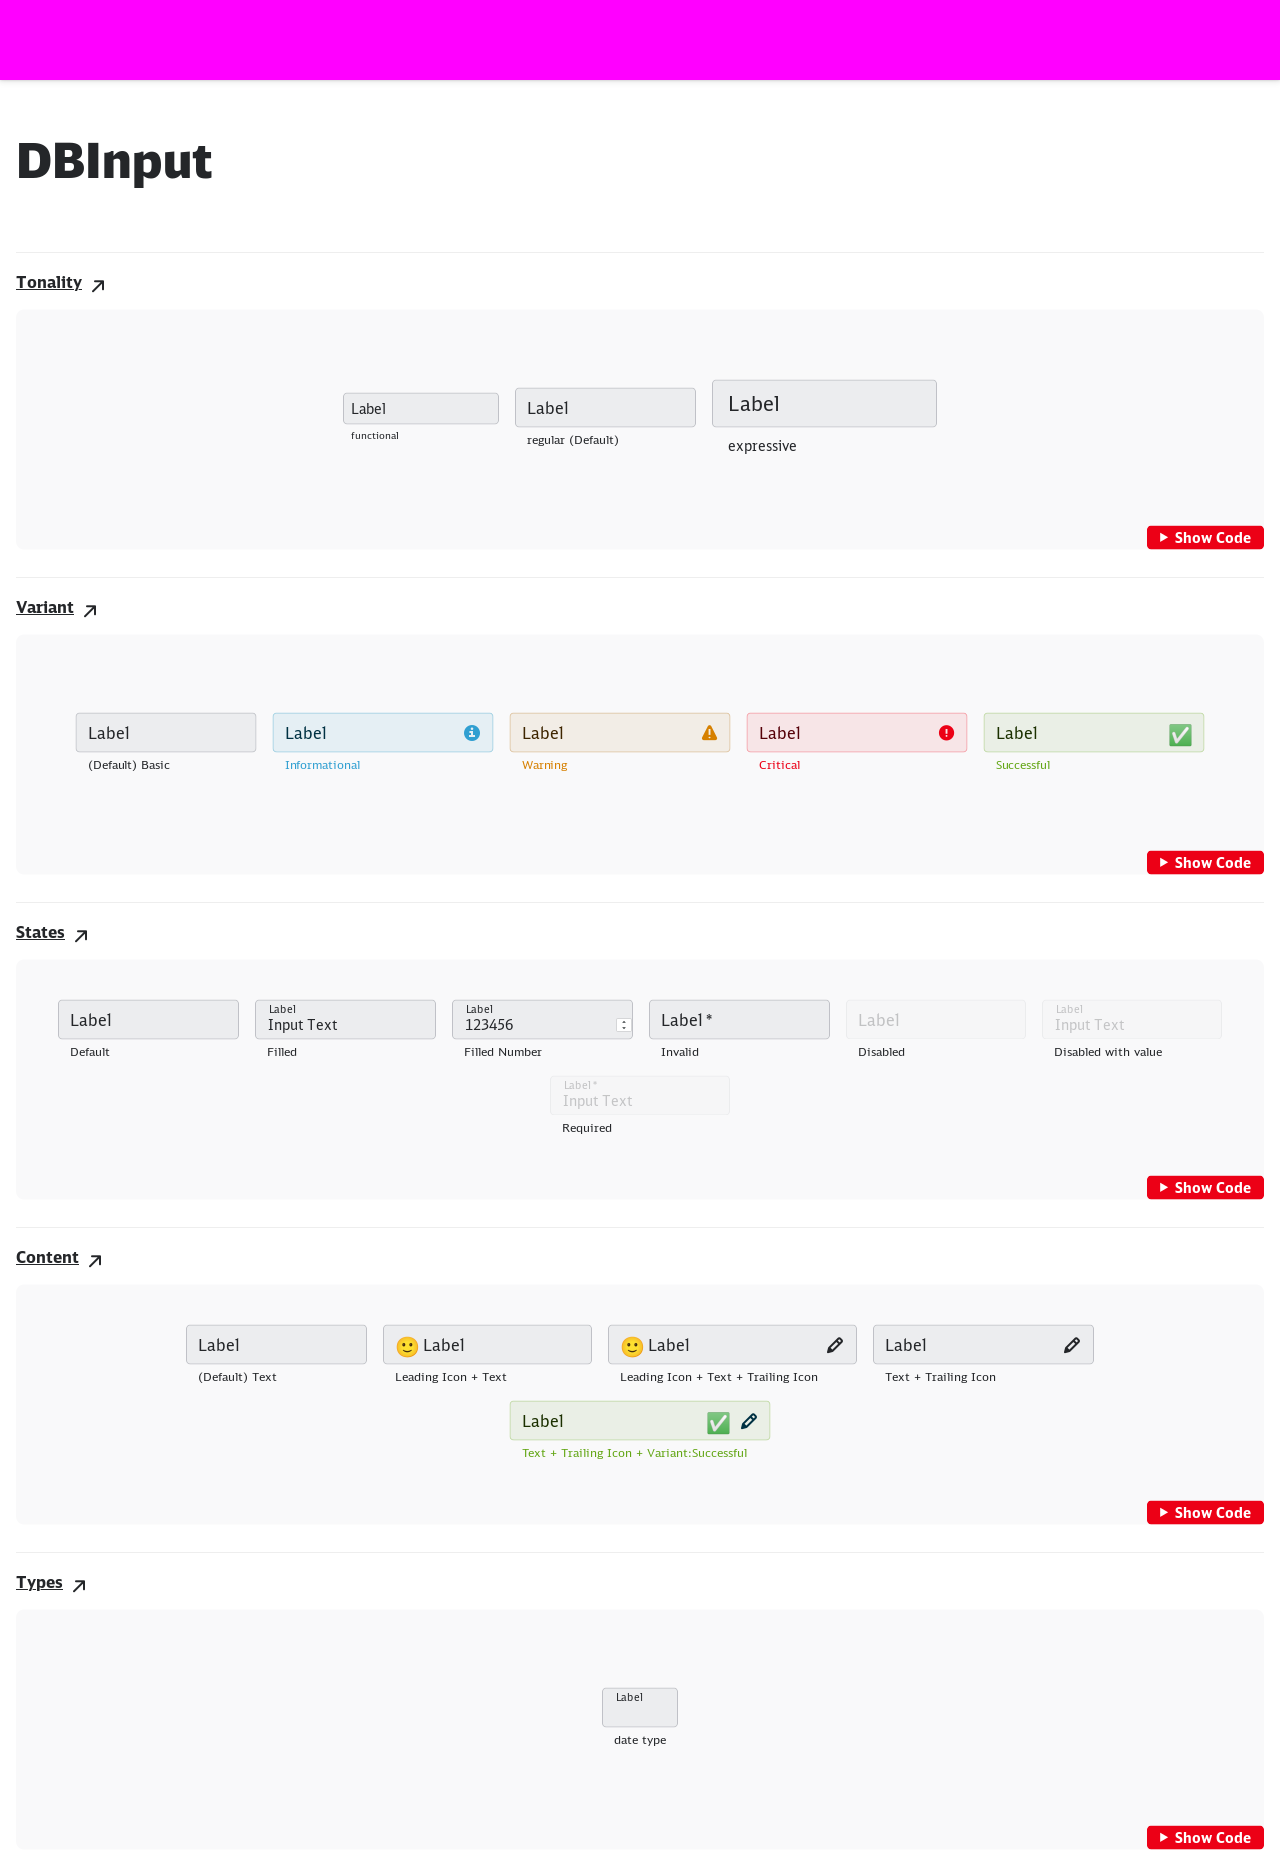 DBInput
Tonality
Label Label Label
functional regular (Default) expressive
Show Code
Variant
Label Label Label Label Label
(Default) Basic Informational Warning Critical Successful
Show Code
States
Label Label Label Label * Label Label
Input Text 123456 Input Text
Default Filled Filled Number Invalid Disabled Disabled with value
Label *
Input Text
Required
Show Code
Content
Label Label Label Label
(Default) Text Leading Icon + Text Leading Icon + Text + Trailing Icon Text + Trailing Icon
Label
Text + Trailing Icon + Variant:Successful
Show Code
Types
Label
date type
Show Code